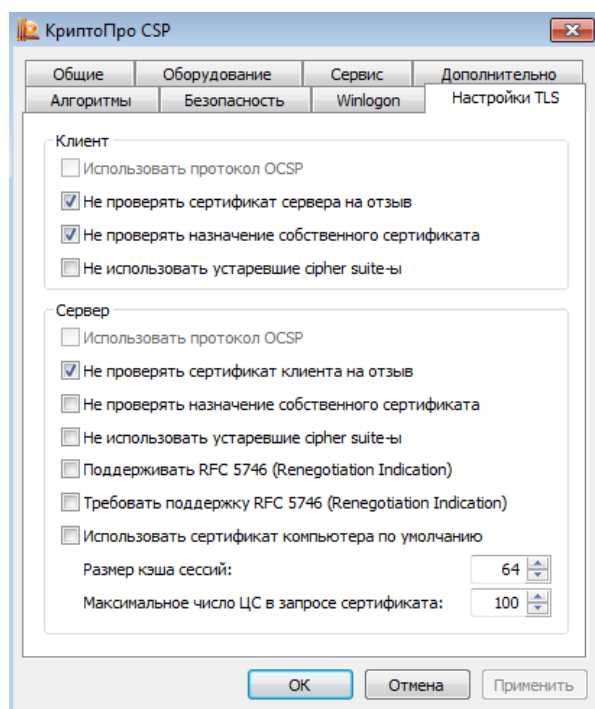 КриптоПро CSP
Общие Оборудование Сервис Дополнительно
Алгоритмы Безопасность Winlogon Настройки TLS
Клиент
Использовать протокол OCSP
Не проверять сертификат сервера на отзыв
Не проверять назначение собственного сертификата
Не использовать устаревшие cipher suite-ы
Сервер
Использовать протокол OCSP
Не проверять сертификат клиента на отзыв
Не проверять назначение собственного сертификата
Не использовать устаревшие cipher suite-ы
Поддерживать RFC 5746 (Renegotiation Indication)
Требовать поддержку RFC 5746 (Renegotiation Indication)
Использовать сертификат компьютера по умолчанию
Размер кэша сессий: 64
Максимальное число ЦС в запросе сертификата: 100
ОК Отмена Применить